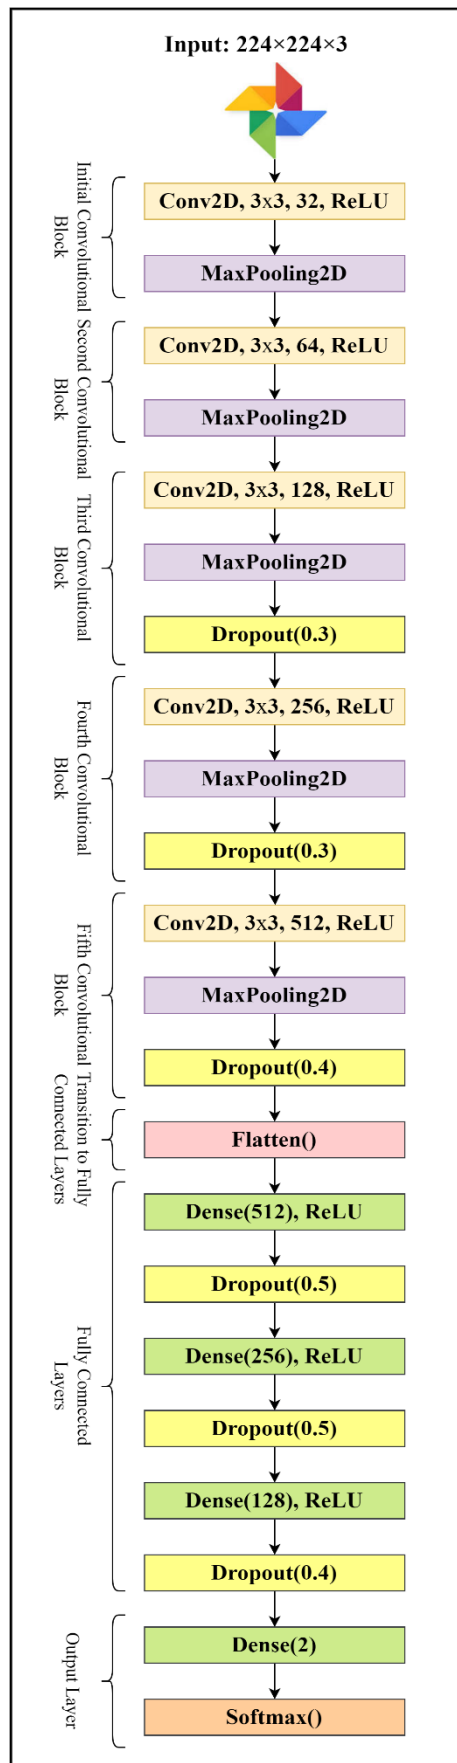 Input: 224×224×3
Initial Convolutional
Block
Conv2D, 3x3, 32, ReLU
MaxPooling2D
Second Convolutional
Block
Conv2D, 3x3, 64, ReLU
MaxPooling2D
Third Convolutional
Block
Conv2D, 3x3, 128, ReLU
MaxPooling2D
Dropout(0.3)
Fourth Convolutional
Block
Conv2D, 3x3, 256, ReLU
MaxPooling2D
Dropout(0.3)
Fifth Convolutional
Block
Conv2D, 3x3, 512, ReLU
MaxPooling2D
Dropout(0.4)
Transition to Fully
Connected Layers
Flatten()
Fully Connected
Layers
Dense(512), ReLU
Dropout(0.5)
Dense(256), ReLU
Dropout(0.5)
Dense(128), ReLU
Dropout(0.4)
Output Layer
Dense(2)
Softmax()